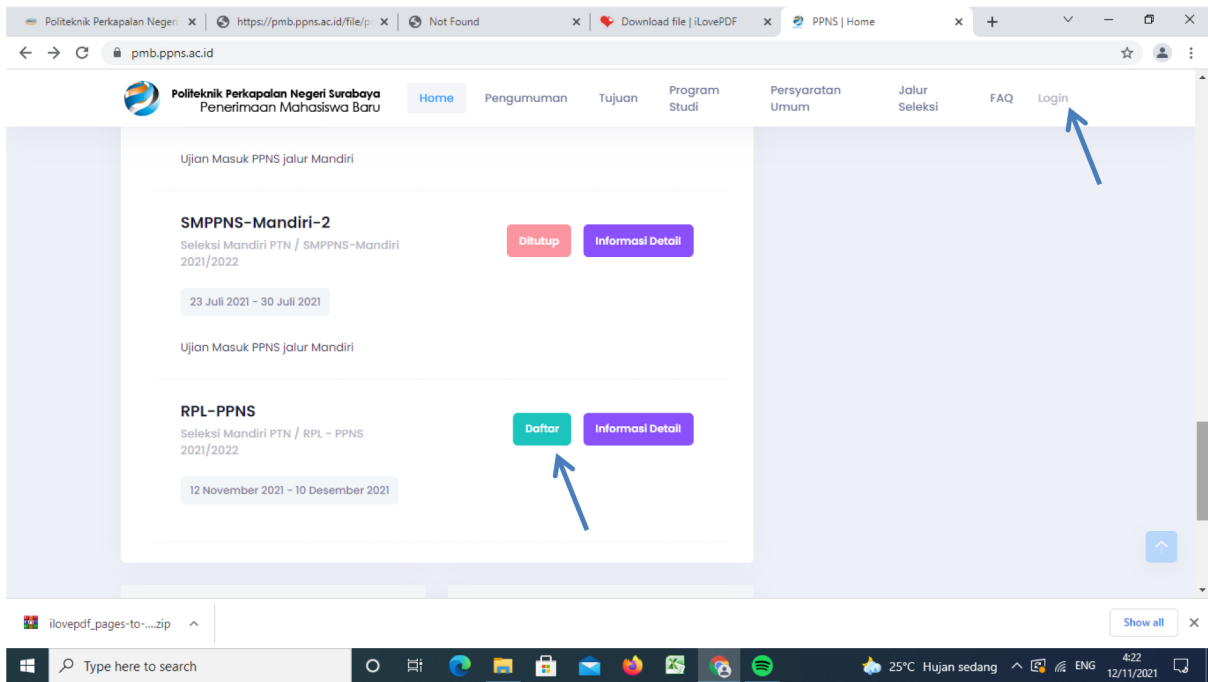 Politeknik Perkapalan Negeri
https://pmb.ppns.ac.id/file/p
Not Found
Download file | iLovePDF
PPNS | Home
pmb.ppns.ac.id
Politeknik Perkapalan Negeri Surabaya
Penerimaan Mahasiswa Baru
Home
Pengumuman
Tujuan
Program
Studi
Persyaratan
Umum
Jalur
Seleksi
FAQ
Login
Ujian Masuk PPNS jalur Mandiri
SMPPNS-Mandiri-2
Seleksi Mandiri PTN / SMPPNS-Mandiri
2021/2022
Ditutup
Informasi Detail
23 Juli 2021 - 30 Juli 2021
Ujian Masuk PPNS jalur Mandiri
RPL-PPNS
Seleksi Mandiri PTN / RPL - PPNS
2021/2022
Daftar
Informasi Detail
12 November 2021 - 10 Desember 2021
ilovepdf_pages-to-....zip
Show all
Type here to search
25°C Hujan sedang
ENG
4:22
12/11/2021